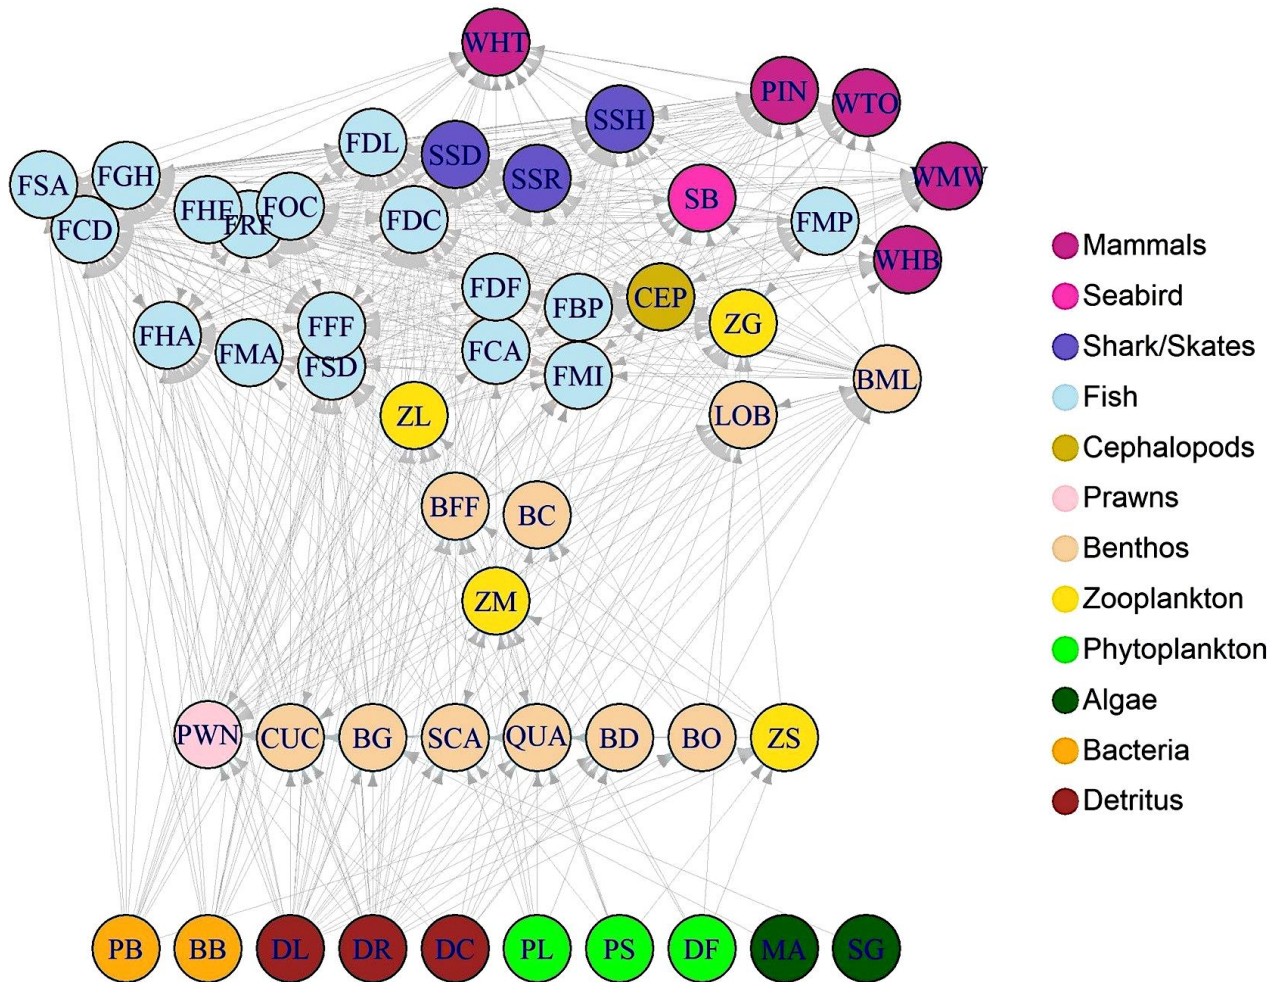 WHT
PIN
WTO
SSH
FDL
SSD
SSR
FGH
FSA
WMW
SB
FHE
FRF
FOC
FDC
FMP
FCD
WHB
FDF
FBP
CEP
ZG
FHA
FMA
FFF
FSD
FCA
FMI
BML
ZL
LOB
BFF
BC
ZM
PWN
CUC
BG
SCA
QUA
BD
BO
ZS
PB
BB
DL
DR
DC
PL
PS
DF
MA
SG
Mammals
Seabird
Shark/Skates
Fish
Cephalopods
Prawns
Benthos
Zooplankton
Phytoplankton
Algae
Bacteria
Detritus